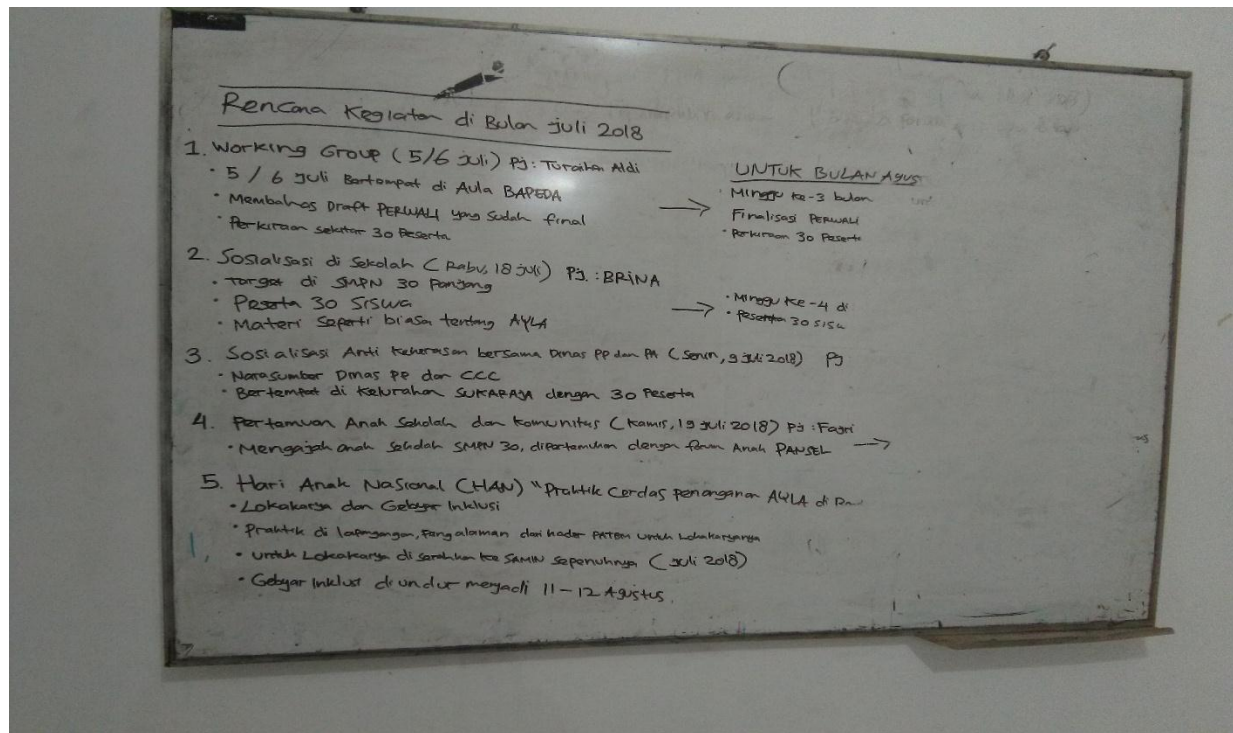 Rencana Kegiatan di Bulan Juli 2018
1. Working Group (5/6 Juli) Pj: Turaihan Aldi
· 5 / 6 Juli Bertempat di Aula BAPEDA
· Membahas Draft PERWALI yang sudah final
· Perkiraan sekitar 30 Peserta
UNTUK BULAN Agus
· Minggu ke-3 bulan
Finalisasi PERWALI
· Perkiraan 30 Peserta
2. Sosialisasi di Sekolah (Rabu, 18 Juli) Pj. : BRINA
· Target di SMPN 30 Panjang
· Peserta 30 Siswa
· Materi seperti biasa tentang AYLA
· Minggu ke-4 di
· Peserta 30 sisw
3. Sosialisasi Anti Kekerasan bersama Dinas PP dan PA (Senin, 9 Juli 2018) Pj
· Narasumber Dinas PP dan CCC
· Bertempat di Kelurahan SUKARAJA dengan 30 Peserta
4. Pertemuan Anak Sekolah dan Komunitas (Kamis, 19 Juli 2018) Pj : Fagri
· Mengajak anak sekolah SMPN 30, dipertemukan dengan forum Anak PANSEL
5. Hari Anak Nasional (HAN) "Praktik Cerdas penanganan AYLA di
· Lokakarya dan Gebyar Inklusi
· Praktik di lapangan, pengalaman dari kader PATBM untuk Lokakaryanya
· untuk Lokakarya di serahkan ke SAMIN sepenuhnya (Juli 2018)
· Gebyar Inklusi di undur menjadi 11-12 Agustus